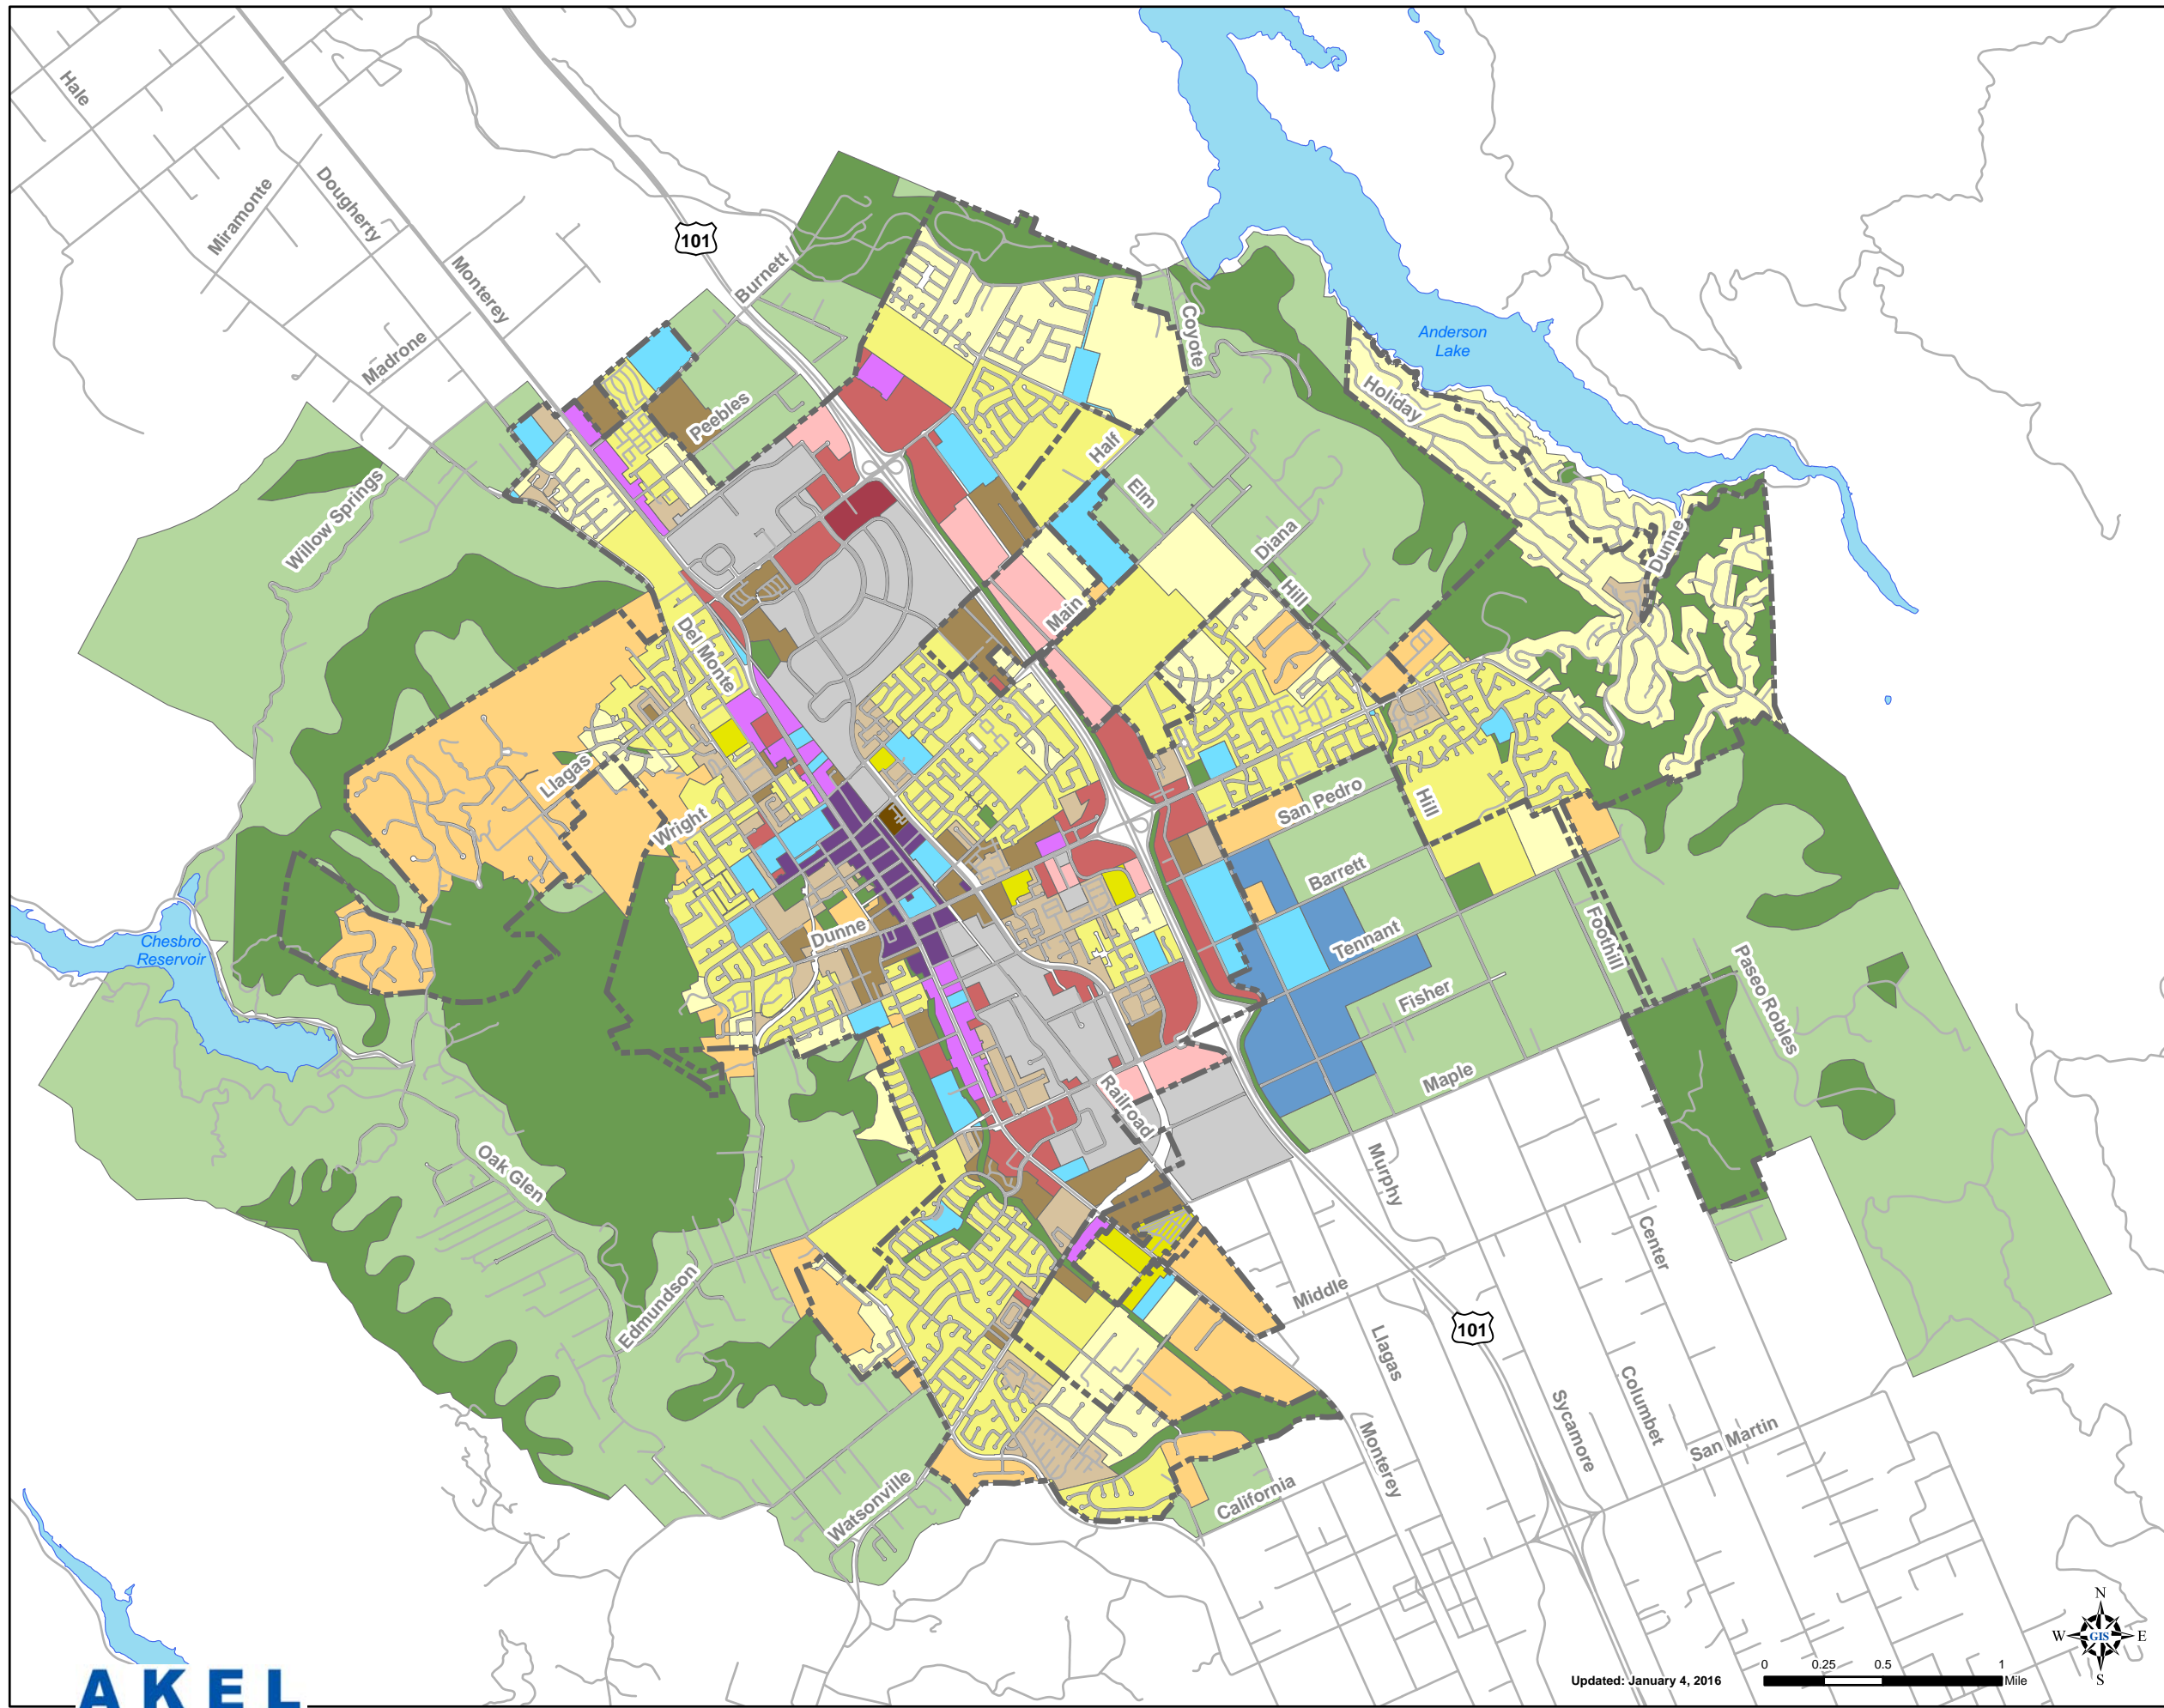 Hale
Miramonte
Dougherty
Monterey
Madrone
101
Burnett
Peebles
Coyote
Anderson
Lake
Holiday
Half
Elm
Willow Springs
Diana
Hill
Dunne
Main
Del Monte
Llagas
Wright
San Pedro
Hill
Barrett
Dunne
Tennant
Foothill
Paseo Robles
Chesbro
Reservoir
Fisher
Maple
Railroad
Murphy
Oak Glen
Center
Edmundson
Middle
101
Llagas
Sycamore
Columbet
San Martin
Monterey
California
Watsonville
N
W
GIS
E
S
Updated: January 4, 2016
0 0.25 0.5 1
Mile
AKEL